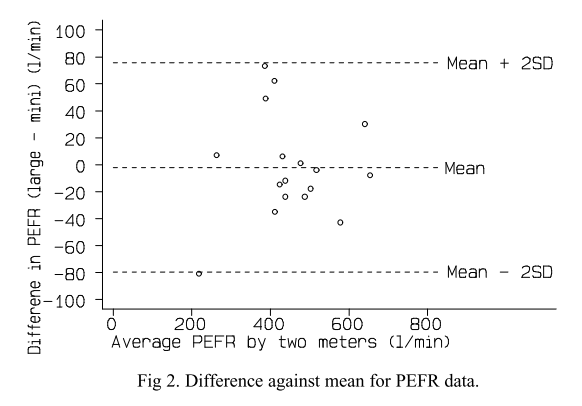 Differene in PEFR (large - mini) (l/min)
100
80
60
40
20
0
-20
-40
-60
-80
-100
Mean + 2SD
Mean
Mean - 2SD
0 200 400 600 800
Average PEFR by two meters (l/min)
Fig 2. Difference against mean for PEFR data.